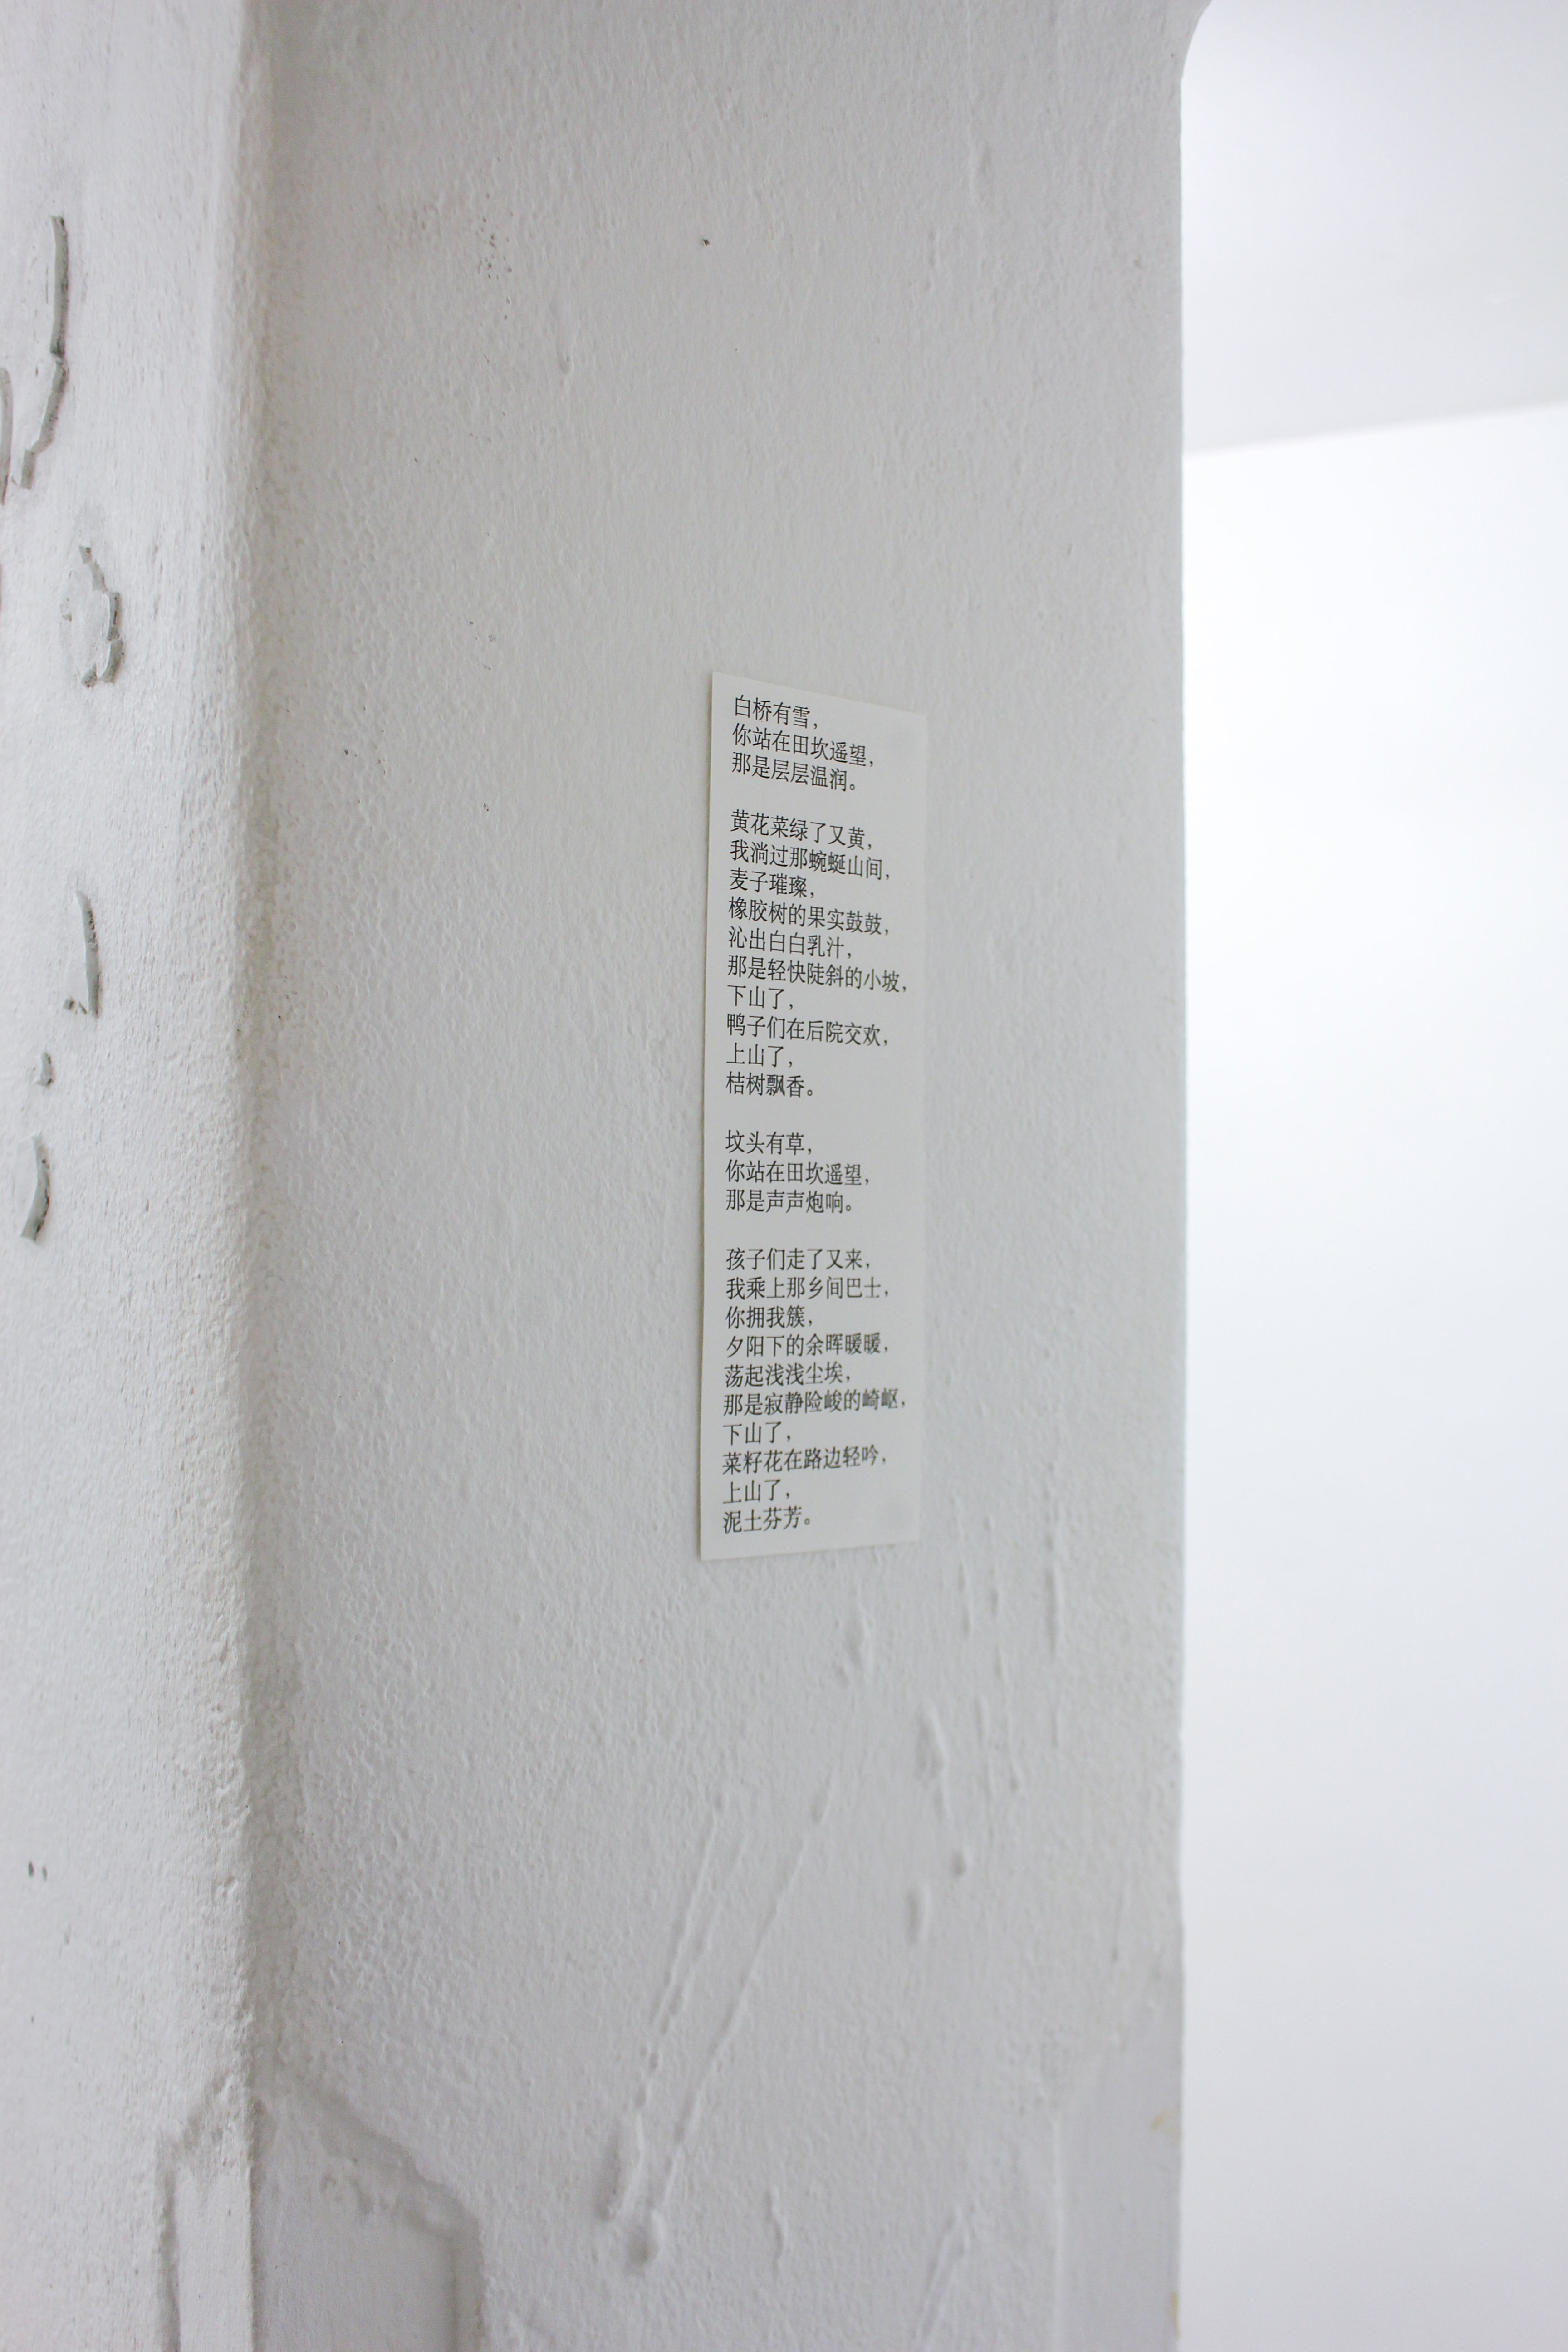 白桥有雪，
你站在田坎遥望，
那是层层温润。
黄花菜绿了又黄，
我淌过那蜿蜒山间，
麦子璀璨，
橡胶树的果实鼓鼓，
沁出白白乳汁，
那是轻快陡斜的小坡，
下山了，
鸭子们在后院交欢，
上山了，
桔树飘香。
坟头有草，
你站在田坎遥望，
那是声声炮响。
孩子们走了又来，
我乘上那乡间巴士，
你拥我簇，
夕阳下的余晖暖暖，
荡起浅浅尘埃，
那是寂静险峻的崎岖，
下山了，
菜籽花在路边轻吟，
上山了，
泥土芬芳。